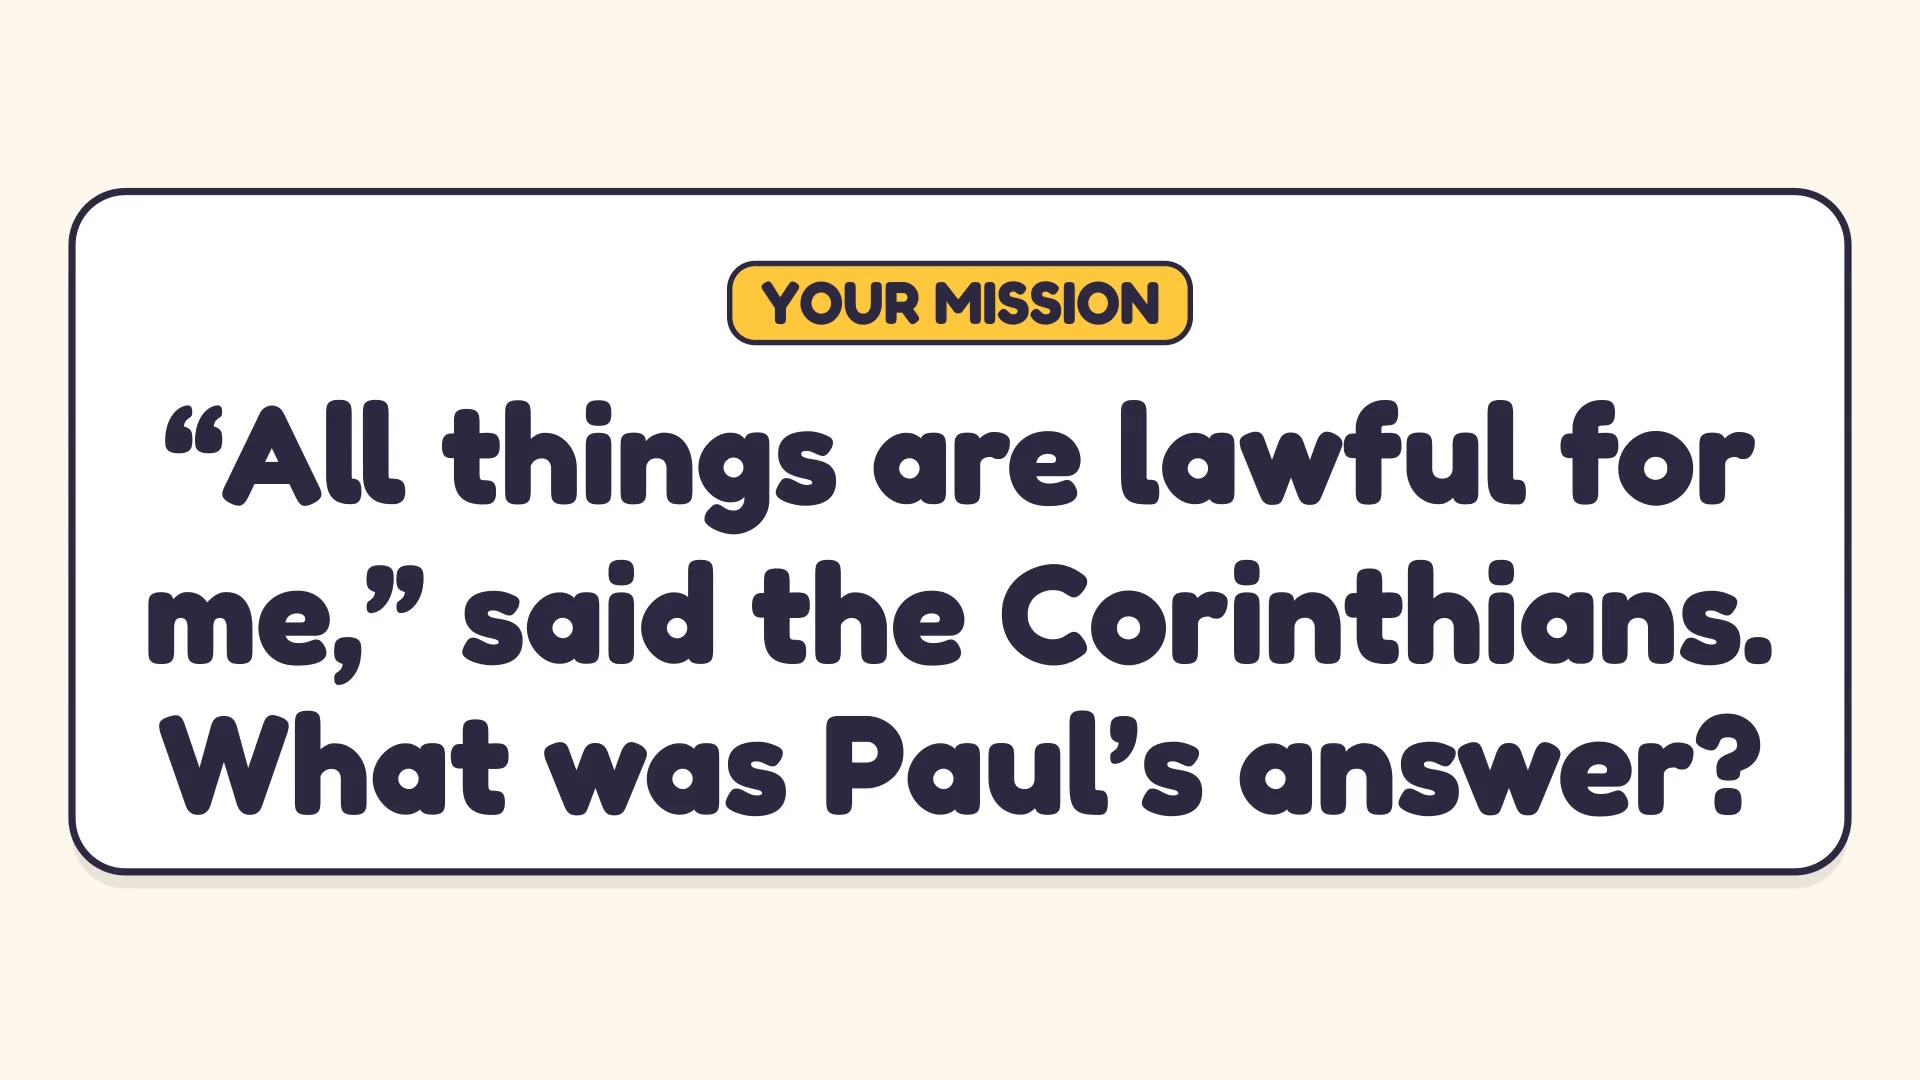 YOUR MISSION
“All things are lawful for
me,” said the Corinthians.
What was Paul’s answer?